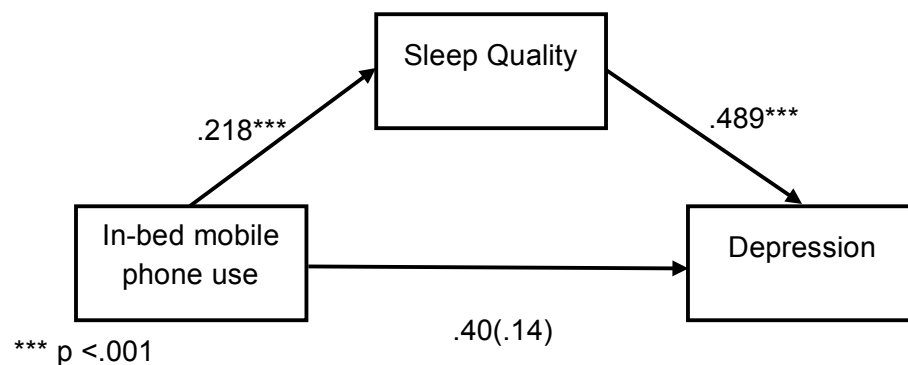 Sleep Quality
.218***
.489***
In-bed mobile
phone use
Depression
.40(.14)
*** p <.001